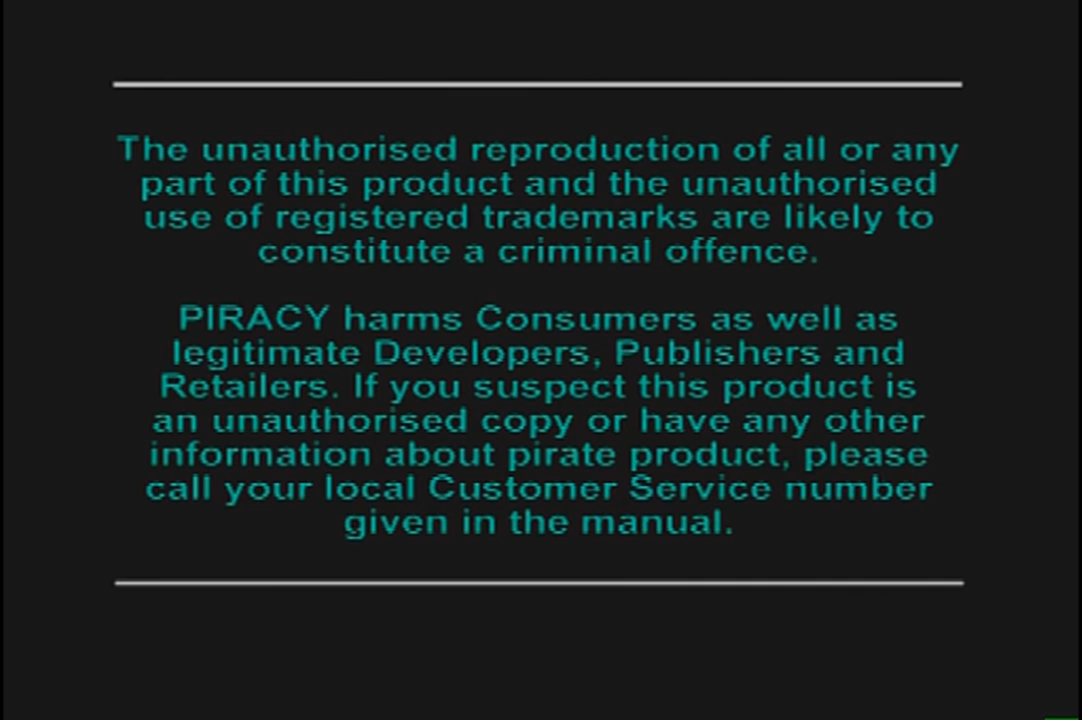 The unauthorised reproduction of all or any
part of this product and the unauthorised
use of registered trademarks are likely to
constitute a criminal offence.
PIRACY harms Consumers as well as
legitimate Developers, Publishers and
Retailers. If you suspect this product is
an unauthorised copy or have any other
information about pirate product, please
call your local Customer Service number
given in the manual.